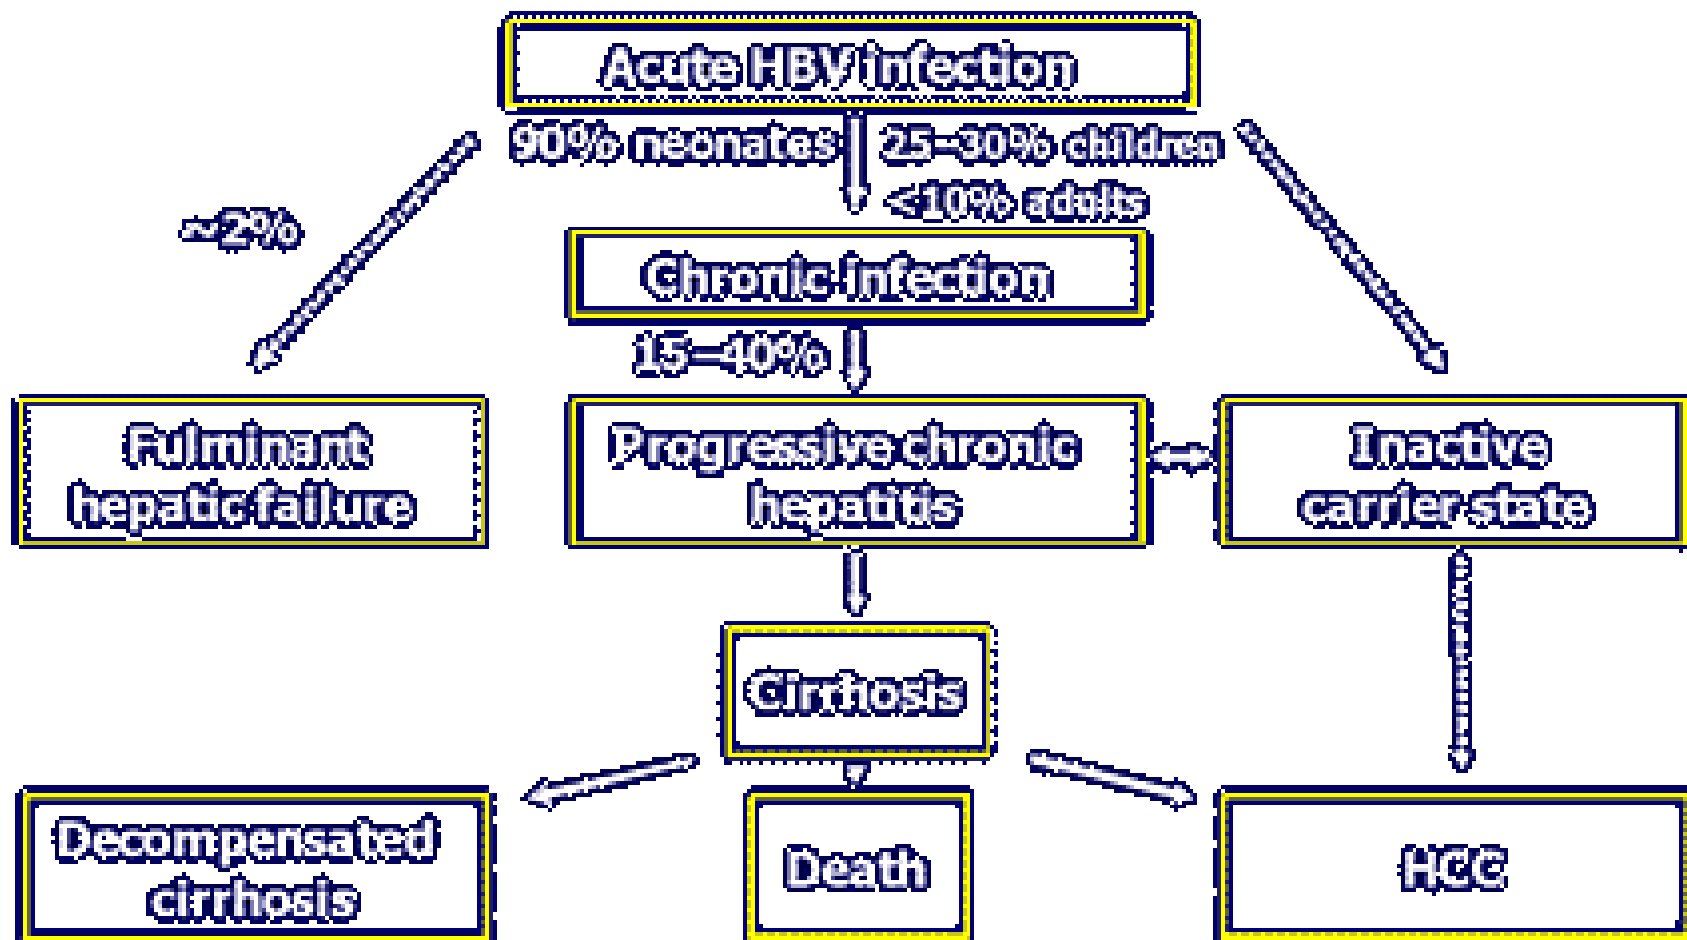 Acute HBV infection
90% neonates
25–30% children
<10% adults
~2%
Chronic infection
15–40%
Fulminant
hepatic failure
Progressive chronic
hepatitis
Inactive
carrier state
Cirrhosis
Decompensated
cirrhosis
Death
HCC